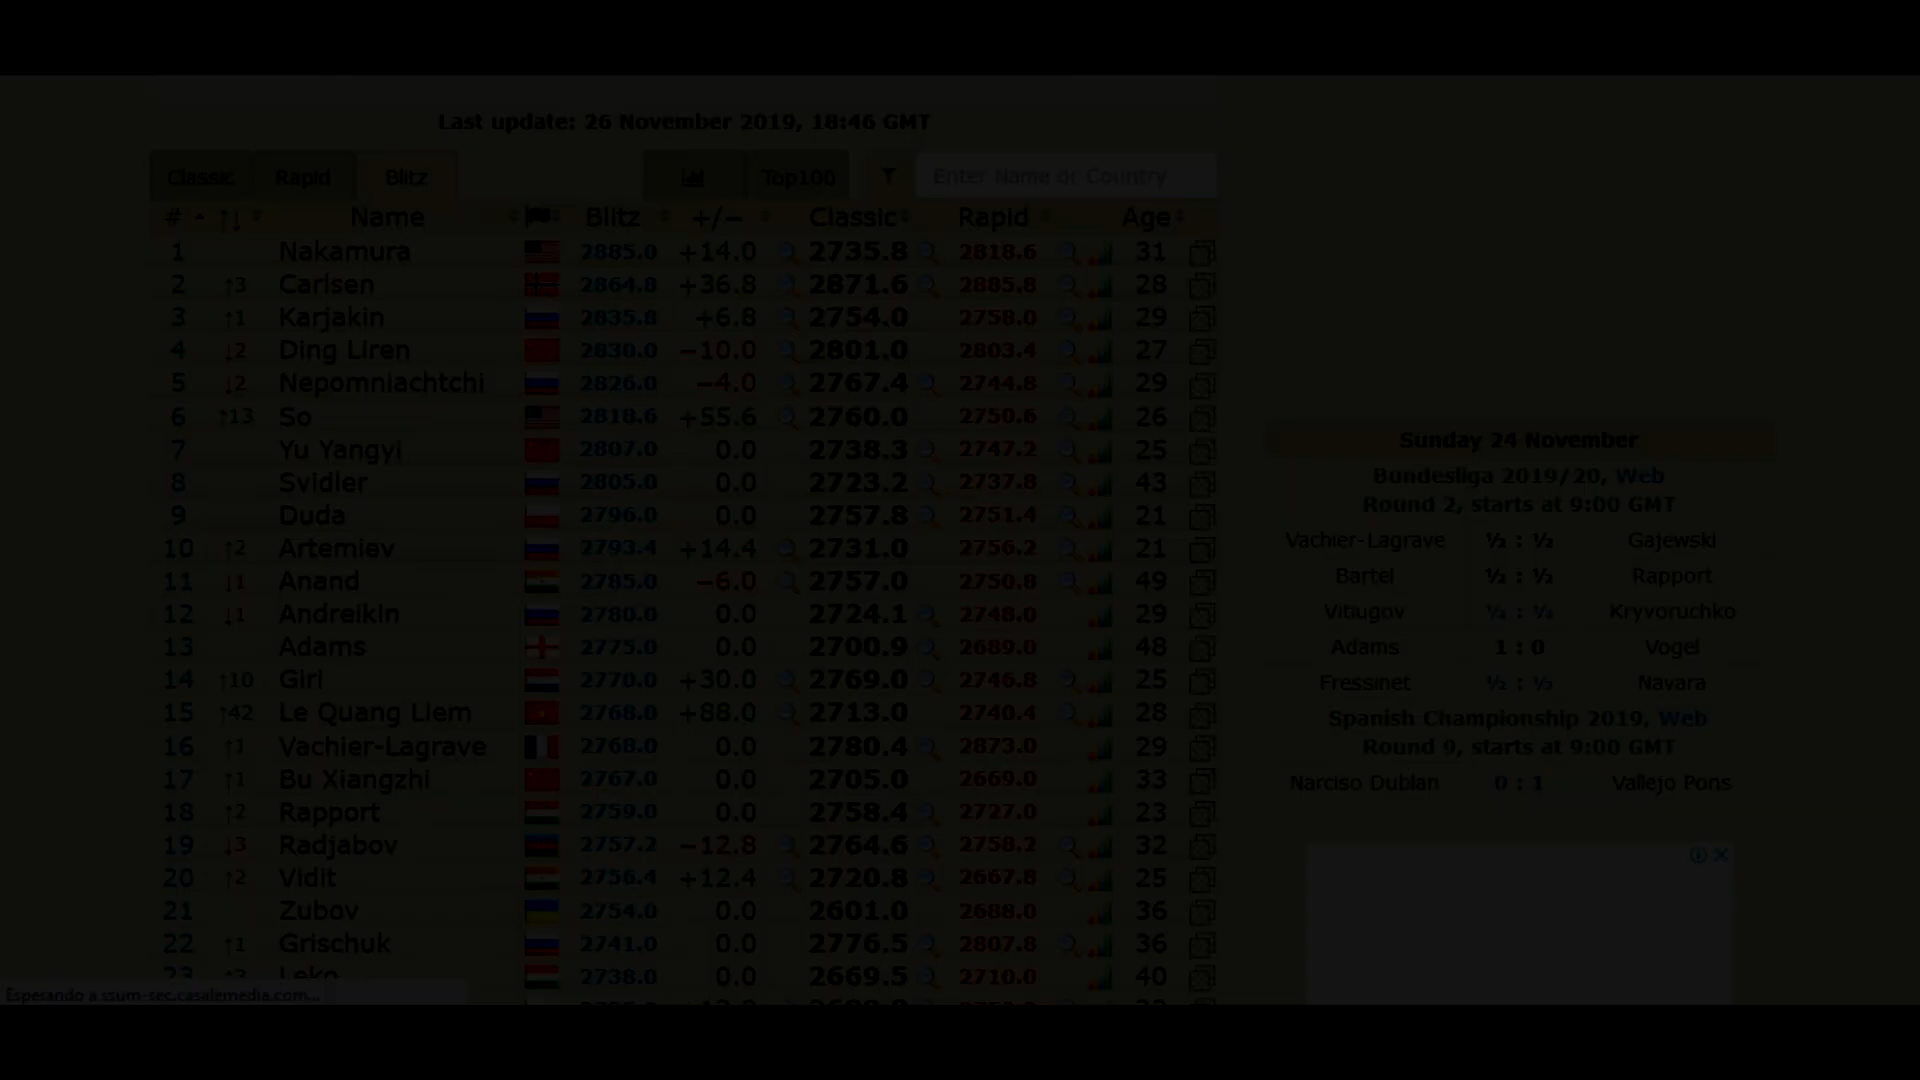 Last update: 26 November 2019, 18:46 GMT
Classic Rapid Blitz Top100 Enter Name or Country
# ↑↓ Name Blitz +/− Classic Rapid Age
1 Nakamura 2885.0 +14.0 2735.8 2818.6 31
2 ↑3 Carlsen 2864.8 +36.8 2871.6 2885.8 28
3 ↑1 Karjakin 2835.8 +6.8 2754.0 2758.0 29
4 ↓2 Ding Liren 2830.0 −10.0 2801.0 2803.4 27
5 ↓2 Nepomniachtchi 2826.0 −4.0 2767.4 2744.8 29
6 ↑13 So 2818.6 +55.6 2760.0 2750.6 26
7 Yu Yangyi 2807.0 0.0 2738.3 2747.2 25
8 Svidler 2805.0 0.0 2723.2 2737.8 43
9 Duda 2796.0 0.0 2757.8 2751.4 21
10 ↑2 Artemiev 2793.4 +14.4 2731.0 2756.2 21
11 ↓1 Anand 2785.0 −6.0 2757.0 2750.8 49
12 ↓1 Andreikin 2780.0 0.0 2724.1 2748.0 29
13 Adams 2775.0 0.0 2700.9 2689.0 48
14 ↑10 Giri 2770.0 +30.0 2769.0 2746.8 25
15 ↑42 Le Quang Liem 2768.0 +88.0 2713.0 2740.4 28
16 ↑1 Vachier-Lagrave 2768.0 0.0 2780.4 2873.0 29
17 ↑1 Bu Xiangzhi 2767.0 0.0 2705.0 2669.0 33
18 ↑2 Rapport 2759.0 0.0 2758.4 2727.0 23
19 ↓3 Radjabov 2757.2 −12.8 2764.6 2758.2 32
20 ↑2 Vidit 2756.4 +12.4 2720.8 2667.8 25
21 Zubov 2754.0 0.0 2601.0 2688.0 36
22 ↑1 Grischuk 2741.0 0.0 2776.5 2807.8 36
23 Leko 2738.0 0.0 2669.5 2710.0 40
Esperando a ssum-sec.casalemedia.com...
Sunday 24 November
Bundesliga 2019/20, Web
Round 2, starts at 9:00 GMT
Vachier-Lagrave ½ : ½ Gajewski
Bartel ½ : ½ Rapport
Vitiugov ½ : ½ Kryvoruchko
Adams 1 : 0 Vogel
Fressinet ½ : ½ Navara
Spanish Championship 2019, Web
Round 9, starts at 9:00 GMT
Narciso Dublan 0 : 1 Vallejo Pons